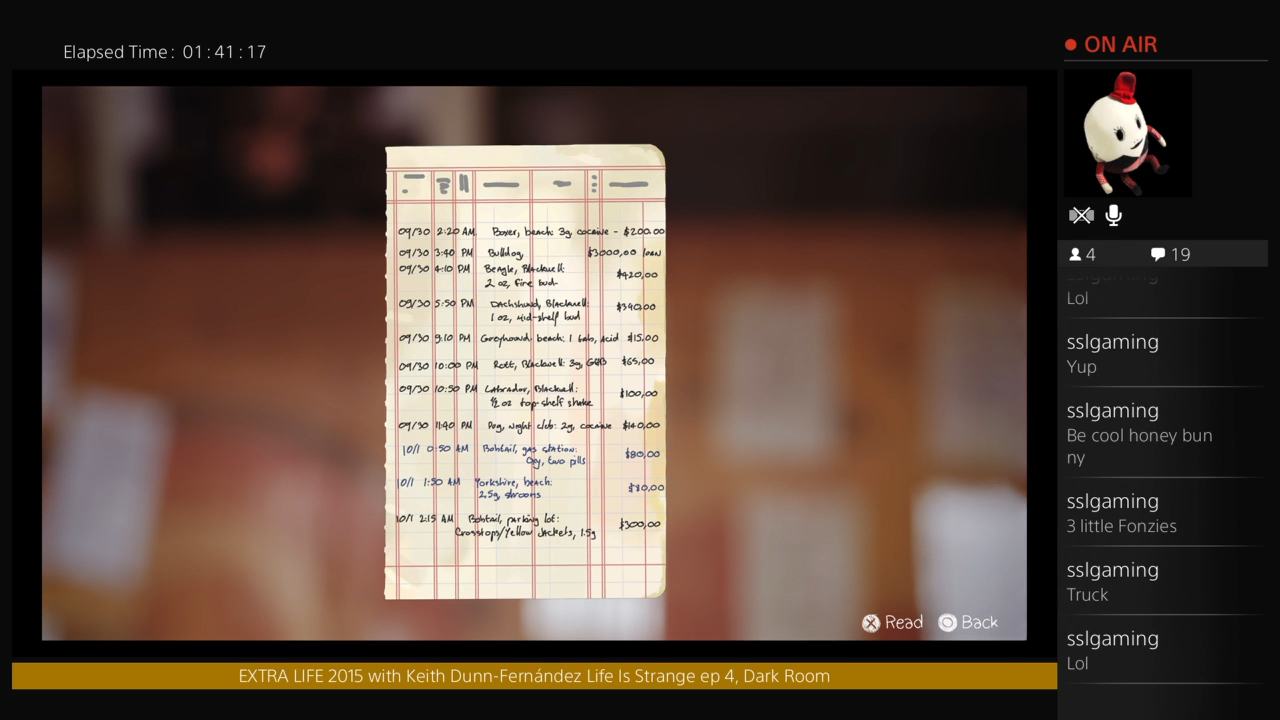 Elapsed Time: 01:41:17
ON AIR
4 19
Lol
sslgaming
Yup
sslgaming
Be cool honey bun
ny
sslgaming
3 little Fonzies
sslgaming
Truck
sslgaming
Lol
09/30 2:20 AM Boxer, beach: 3g, cocaine - $200.00
09/30 3:40 PM Bulldog, $3000,00 loan
09/30 4:10 PM Beagle, Blackwell: $420,00
2 oz, fire bud
09/30 5:50 PM Dachshund, Blackwell: $340,00
1 oz, mid-shelf bud
09/30 9:10 PM Greyhound beach: 1 tab, acid $15.00
09/30 10:00 PM Rott, Blackwell: 3g, GHB $65,00
09/30 10:50 PM Labrador, Blackwell: $100,00
1/2 oz top-shelf shake
09/30 11:40 PM Pug, night club: 2g, cocaine $140,00
10/1 0:50 AM Bobtail, gas station: $80,00
Oxy, two pills
10/1 1:50 AM Yorkshire, beach:
2.5g, shrooms
10/1 2:15 AM Bobtail, parking lot: $300,00
Crosstops/Yellow Jackets, 1.5g
Read Back
EXTRA LIFE 2015 with Keith Dunn-Fernández Life Is Strange ep 4, Dark Room